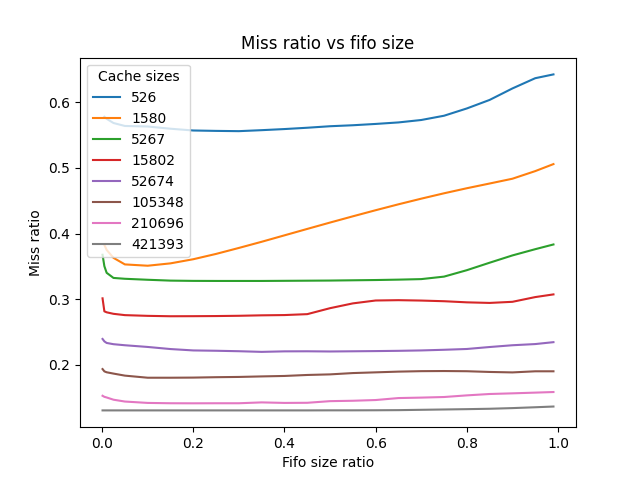 Miss ratio vs fifo size
Cache sizes
526
1580
5267
15802
52674
105348
210696
421393
0.6
0.5
0.4
0.3
0.2
Miss ratio
0.0 0.2 0.4 0.6 0.8 1.0
Fifo size ratio